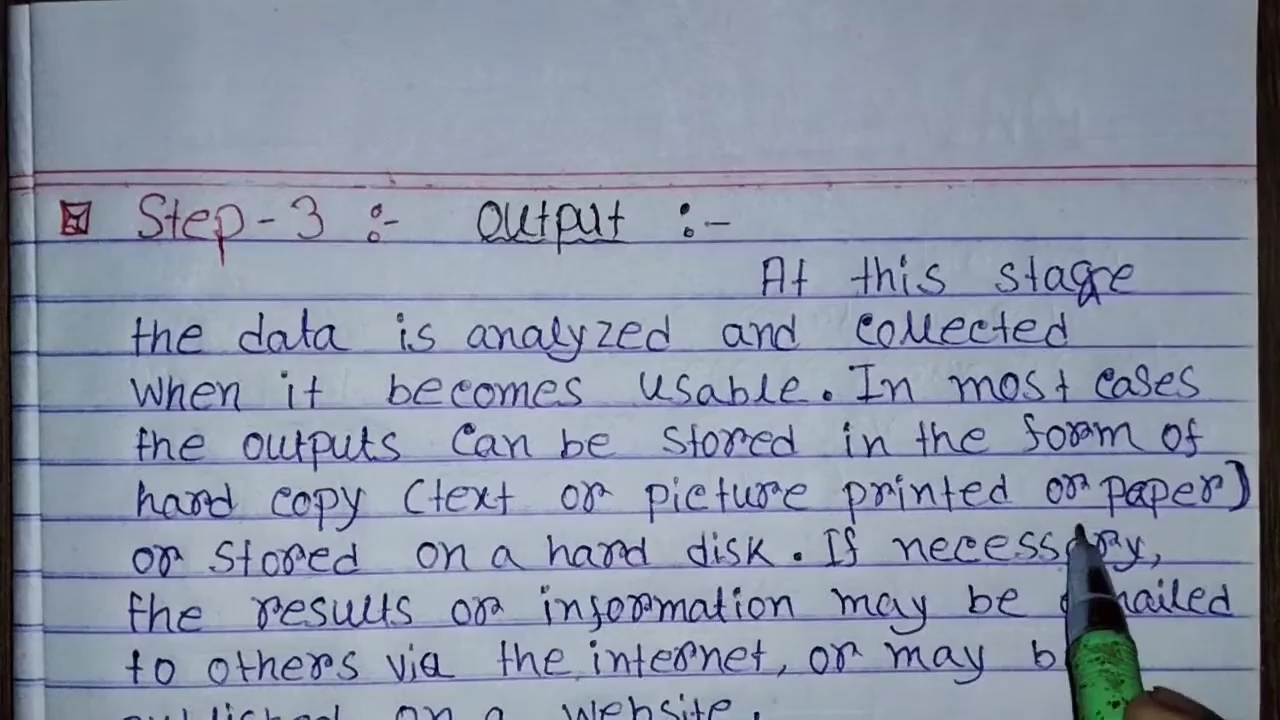 Step-3 :- Output :-
At this stage
the data is analyzed and collected
when it becomes usable. In most cases
the outputs can be stored in the form of
hard copy (text or picture printed on paper)
or stored on a hard disk. If necessary,
the results or information may be emailed
to others via the internet, or may b
published on a website.